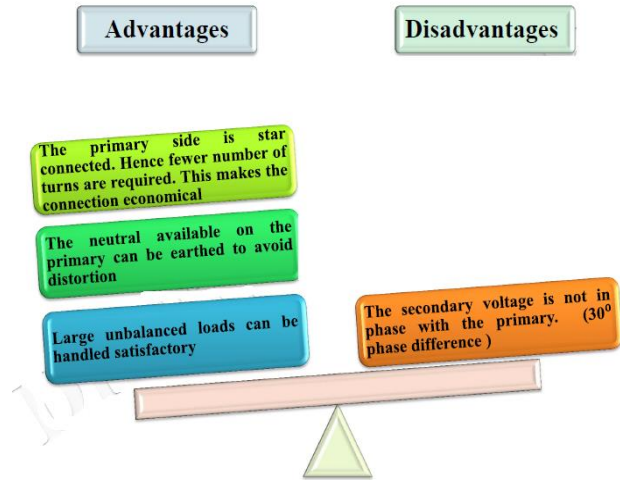 Advantages
Disadvantages
The primary side is star
connected. Hence fewer number of
turns are required. This makes the
connection economical
The neutral available on the
primary can be earthed to avoid
distortion
Large unbalanced loads can be
handled satisfactory
The secondary voltage is not in
phase with the primary. (30⁰
phase difference )